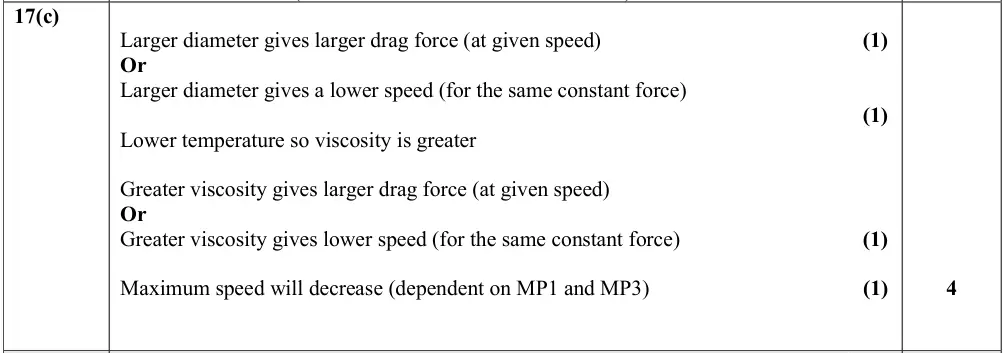 17(c)
Larger diameter gives larger drag force (at given speed) (1)
Or
Larger diameter gives a lower speed (for the same constant force)
(1)
Lower temperature so viscosity is greater
Greater viscosity gives larger drag force (at given speed)
Or
Greater viscosity gives lower speed (for the same constant force) (1)
Maximum speed will decrease (dependent on MP1 and MP3) (1) 4